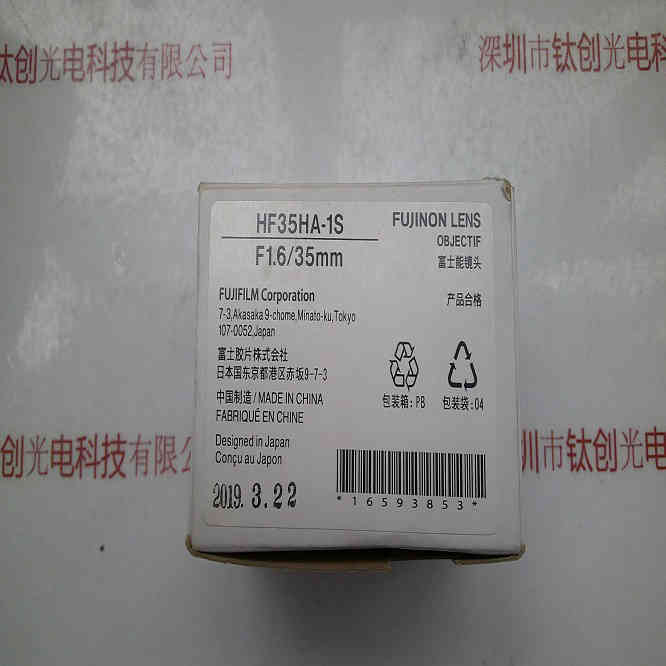 钛创光电科技有限公司
深圳市钛创光电科
HF35HA-1S
F1.6/35mm
FUJINON LENS
OBJECTIF
富士能镜头
产品合格
FUJIFILM Corporation
7-3,Akasaka 9-chome,Minato-ku,Tokyo
107-0052,Japan
富士胶片株式会社
日本国东京都港区赤坂9-7-3
中国制造 / MADE IN CHINA
FABRIQUÉ EN CHINE
包装箱:PB
包装袋:04
Designed in Japan
Conçu au Japon
2019. 3.22
*16593853*
创光电科技有限公司
圳市钛创光电